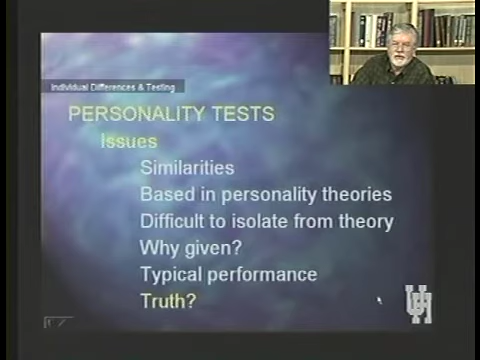 Individual Differences & Testing
PERSONALITY TESTS
Issues
Similarities
Based in personality theories
Difficult to isolate from theory
Why given?
Typical performance
Truth?
UH